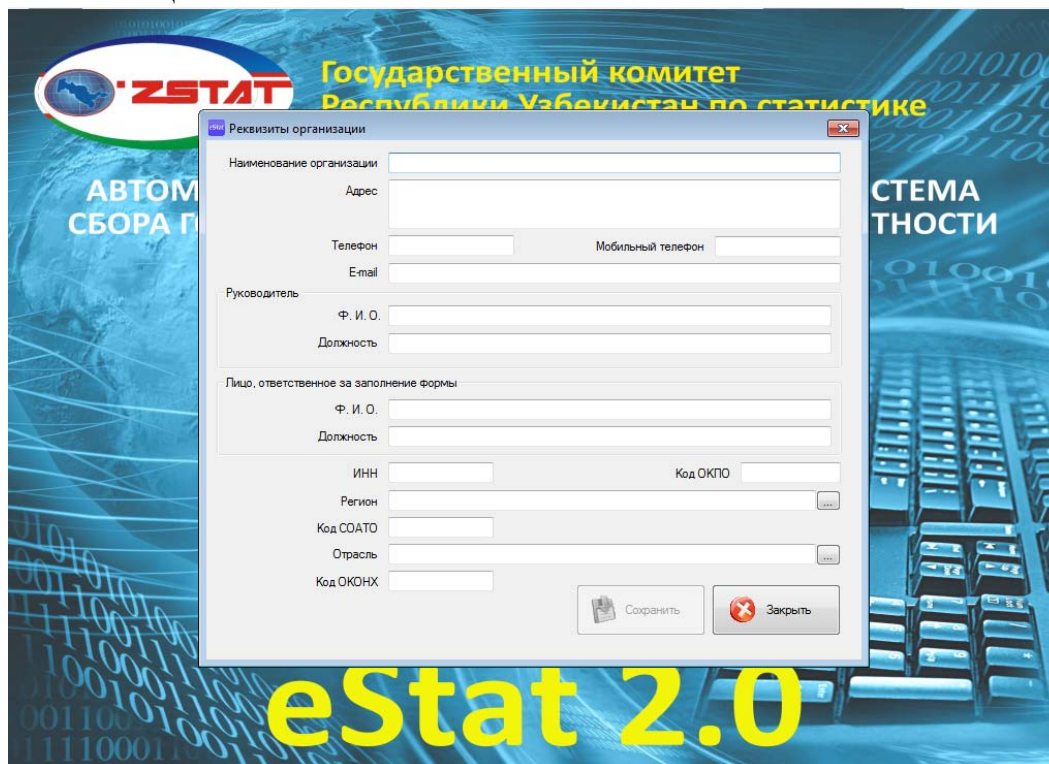 O'ZSTAT
Государственный комитет
Республики Узбекистан по статистике
АВТОМ
СТЕМА
СБОРА Г
ТНОСТИ
eStat Реквизиты организации
Наименование организации
Адрес
Телефон
Мобильный телефон
E-mail
Руководитель
Ф. И. О.
Должность
Лицо, ответственное за заполнение формы
Ф. И. О.
Должность
ИНН
Код ОКПО
Регион
...
Код СОАТО
Отрасль
...
Код ОКОНХ
Сохранить
Закрыть
eStat 2.0